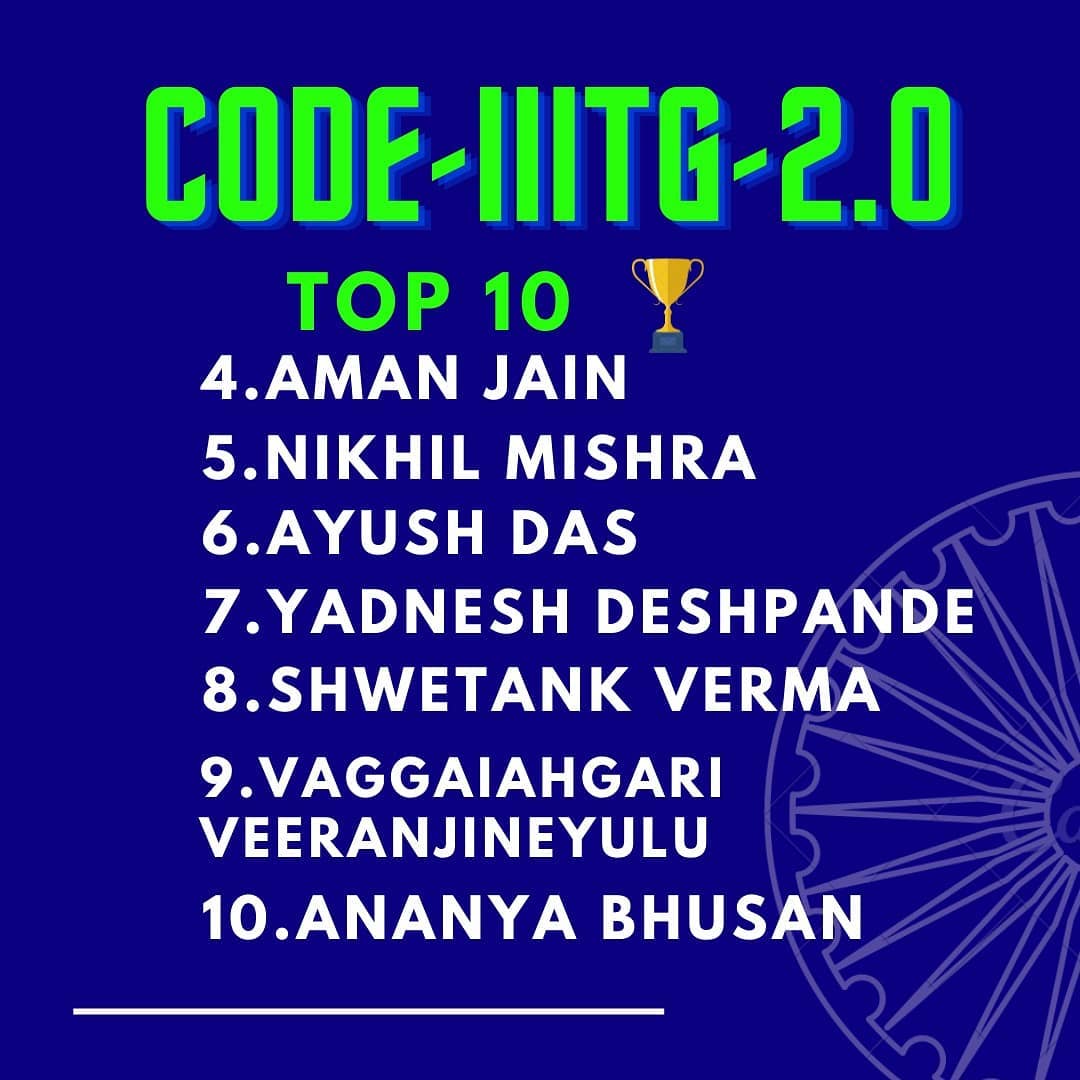 CODE-IIITG-2.0
TOP 10
4.AMAN JAIN
5.NIKHIL MISHRA
6.AYUSH DAS
7.YADNESH DESHPANDE
8.SHWETANK VERMA
9.VAGGAIAHGARI
VEERANJINEYULU
10.ANANYA BHUSAN